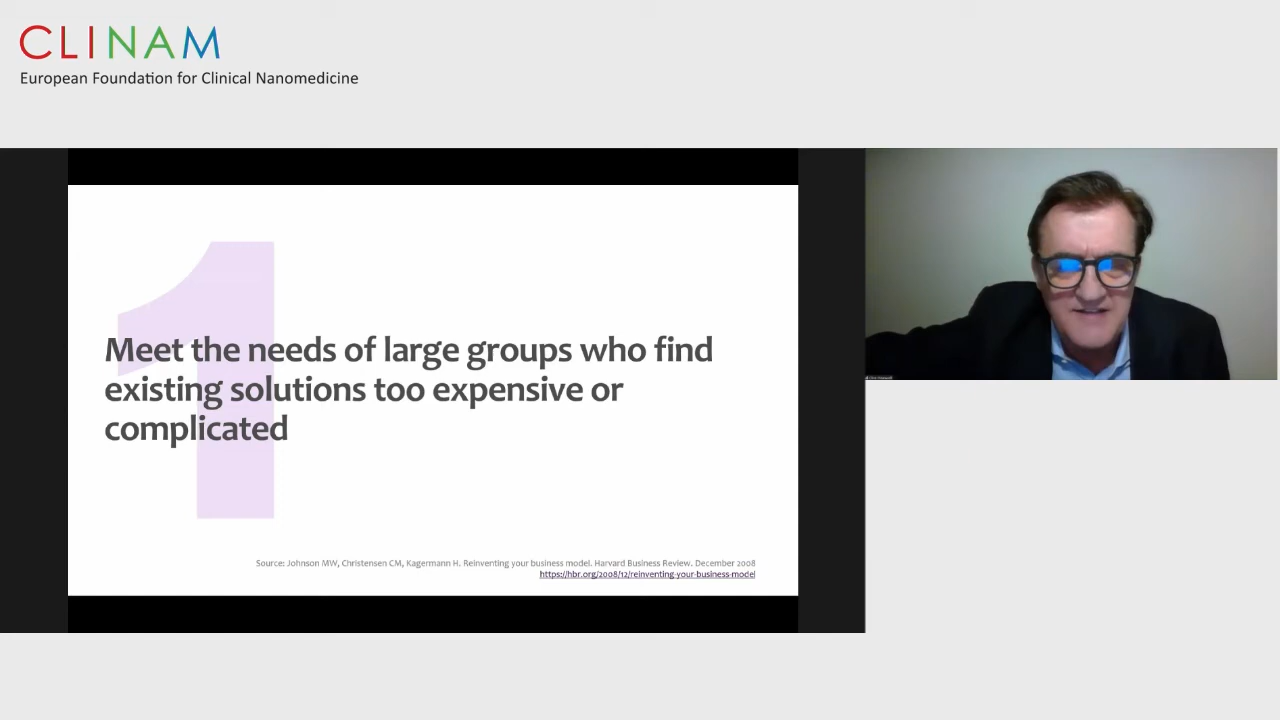 CLINAM
European Foundation for Clinical Nanomedicine
1
Meet the needs of large groups who find
existing solutions too expensive or
complicated
Source: Johnson MW, Christensen CM, Kagermann H. Reinventing your business model. Harvard Business Review. December 2008
https://hbr.org/2008/12/reinventing-your-business-model